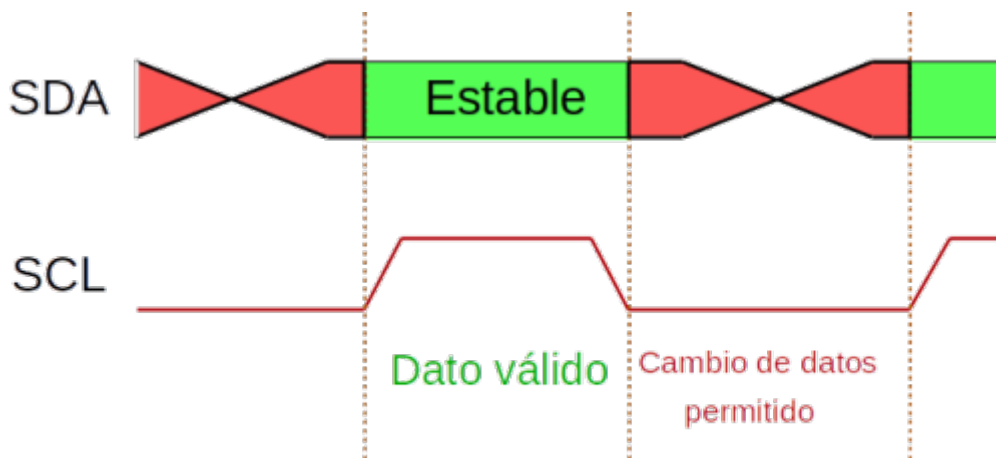 SDA
Estable
SCL
Dato válido
Cambio de datos
permitido